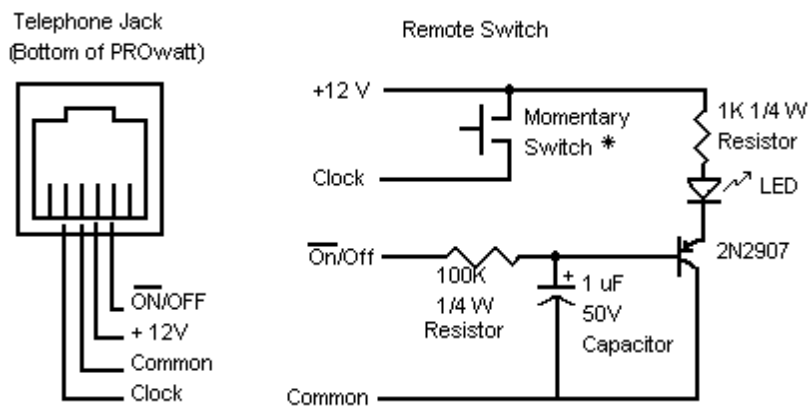 Telephone Jack
(Bottom of PROwatt)
ON/OFF
+ 12V
Common
Clock
Remote Switch
+12 V
Momentary
Switch *
Clock
1K 1/4 W
Resistor
LED
On/Off
100K
1/4 W
Resistor
+ 1 uF
50V
Capacitor
2N2907
Common